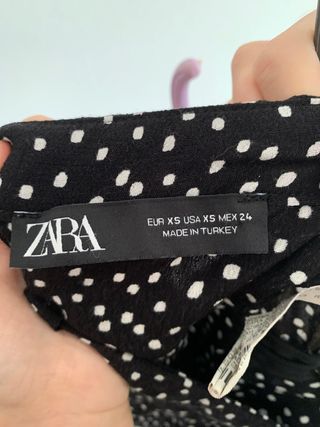 ZARA
EUR XS USA XS MEX 24
MADE IN TURKEY